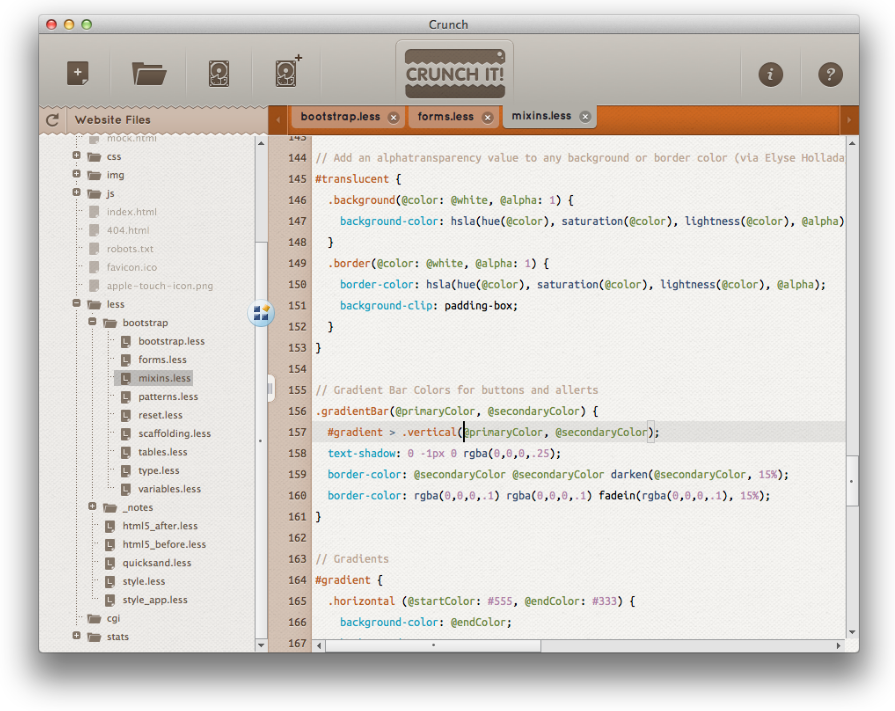 Crunch
CRUNCH IT!
Website Files
bootstrap.less
forms.less
mixins.less
mock.html
css
img
js
index.html
404.html
robots.txt
favicon.ico
apple-touch-icon.png
less
bootstrap
bootstrap.less
forms.less
mixins.less
patterns.less
reset.less
scaffolding.less
tables.less
type.less
variables.less
_notes
html5_after.less
html5_before.less
quicksand.less
style.less
style_app.less
cgi
stats
143
144 // Add an alphatransparency value to any background or border color (via Elyse Hollada
145 #translucent {
146 .background(@color: @white, @alpha: 1) {
147 background-color: hsla(hue(@color), saturation(@color), lightness(@color), @alpha)
148 }
149 .border(@color: @white, @alpha: 1) {
150 border-color: hsla(hue(@color), saturation(@color), lightness(@color), @alpha);
151 background-clip: padding-box;
152 }
153 }
154
155 // Gradient Bar Colors for buttons and allerts
156 .gradientBar(@primaryColor, @secondaryColor) {
157 #gradient > .vertical(@primaryColor, @secondaryColor);
158 text-shadow: 0 -1px 0 rgba(0,0,0,.25);
159 border-color: @secondaryColor @secondaryColor darken(@secondaryColor, 15%);
160 border-color: rgba(0,0,0,.1) rgba(0,0,0,.1) fadein(rgba(0,0,0,.1), 15%);
161 }
162
163 // Gradients
164 #gradient {
165 .horizontal (@startColor: #555, @endColor: #333) {
166 background-color: @endColor;
167